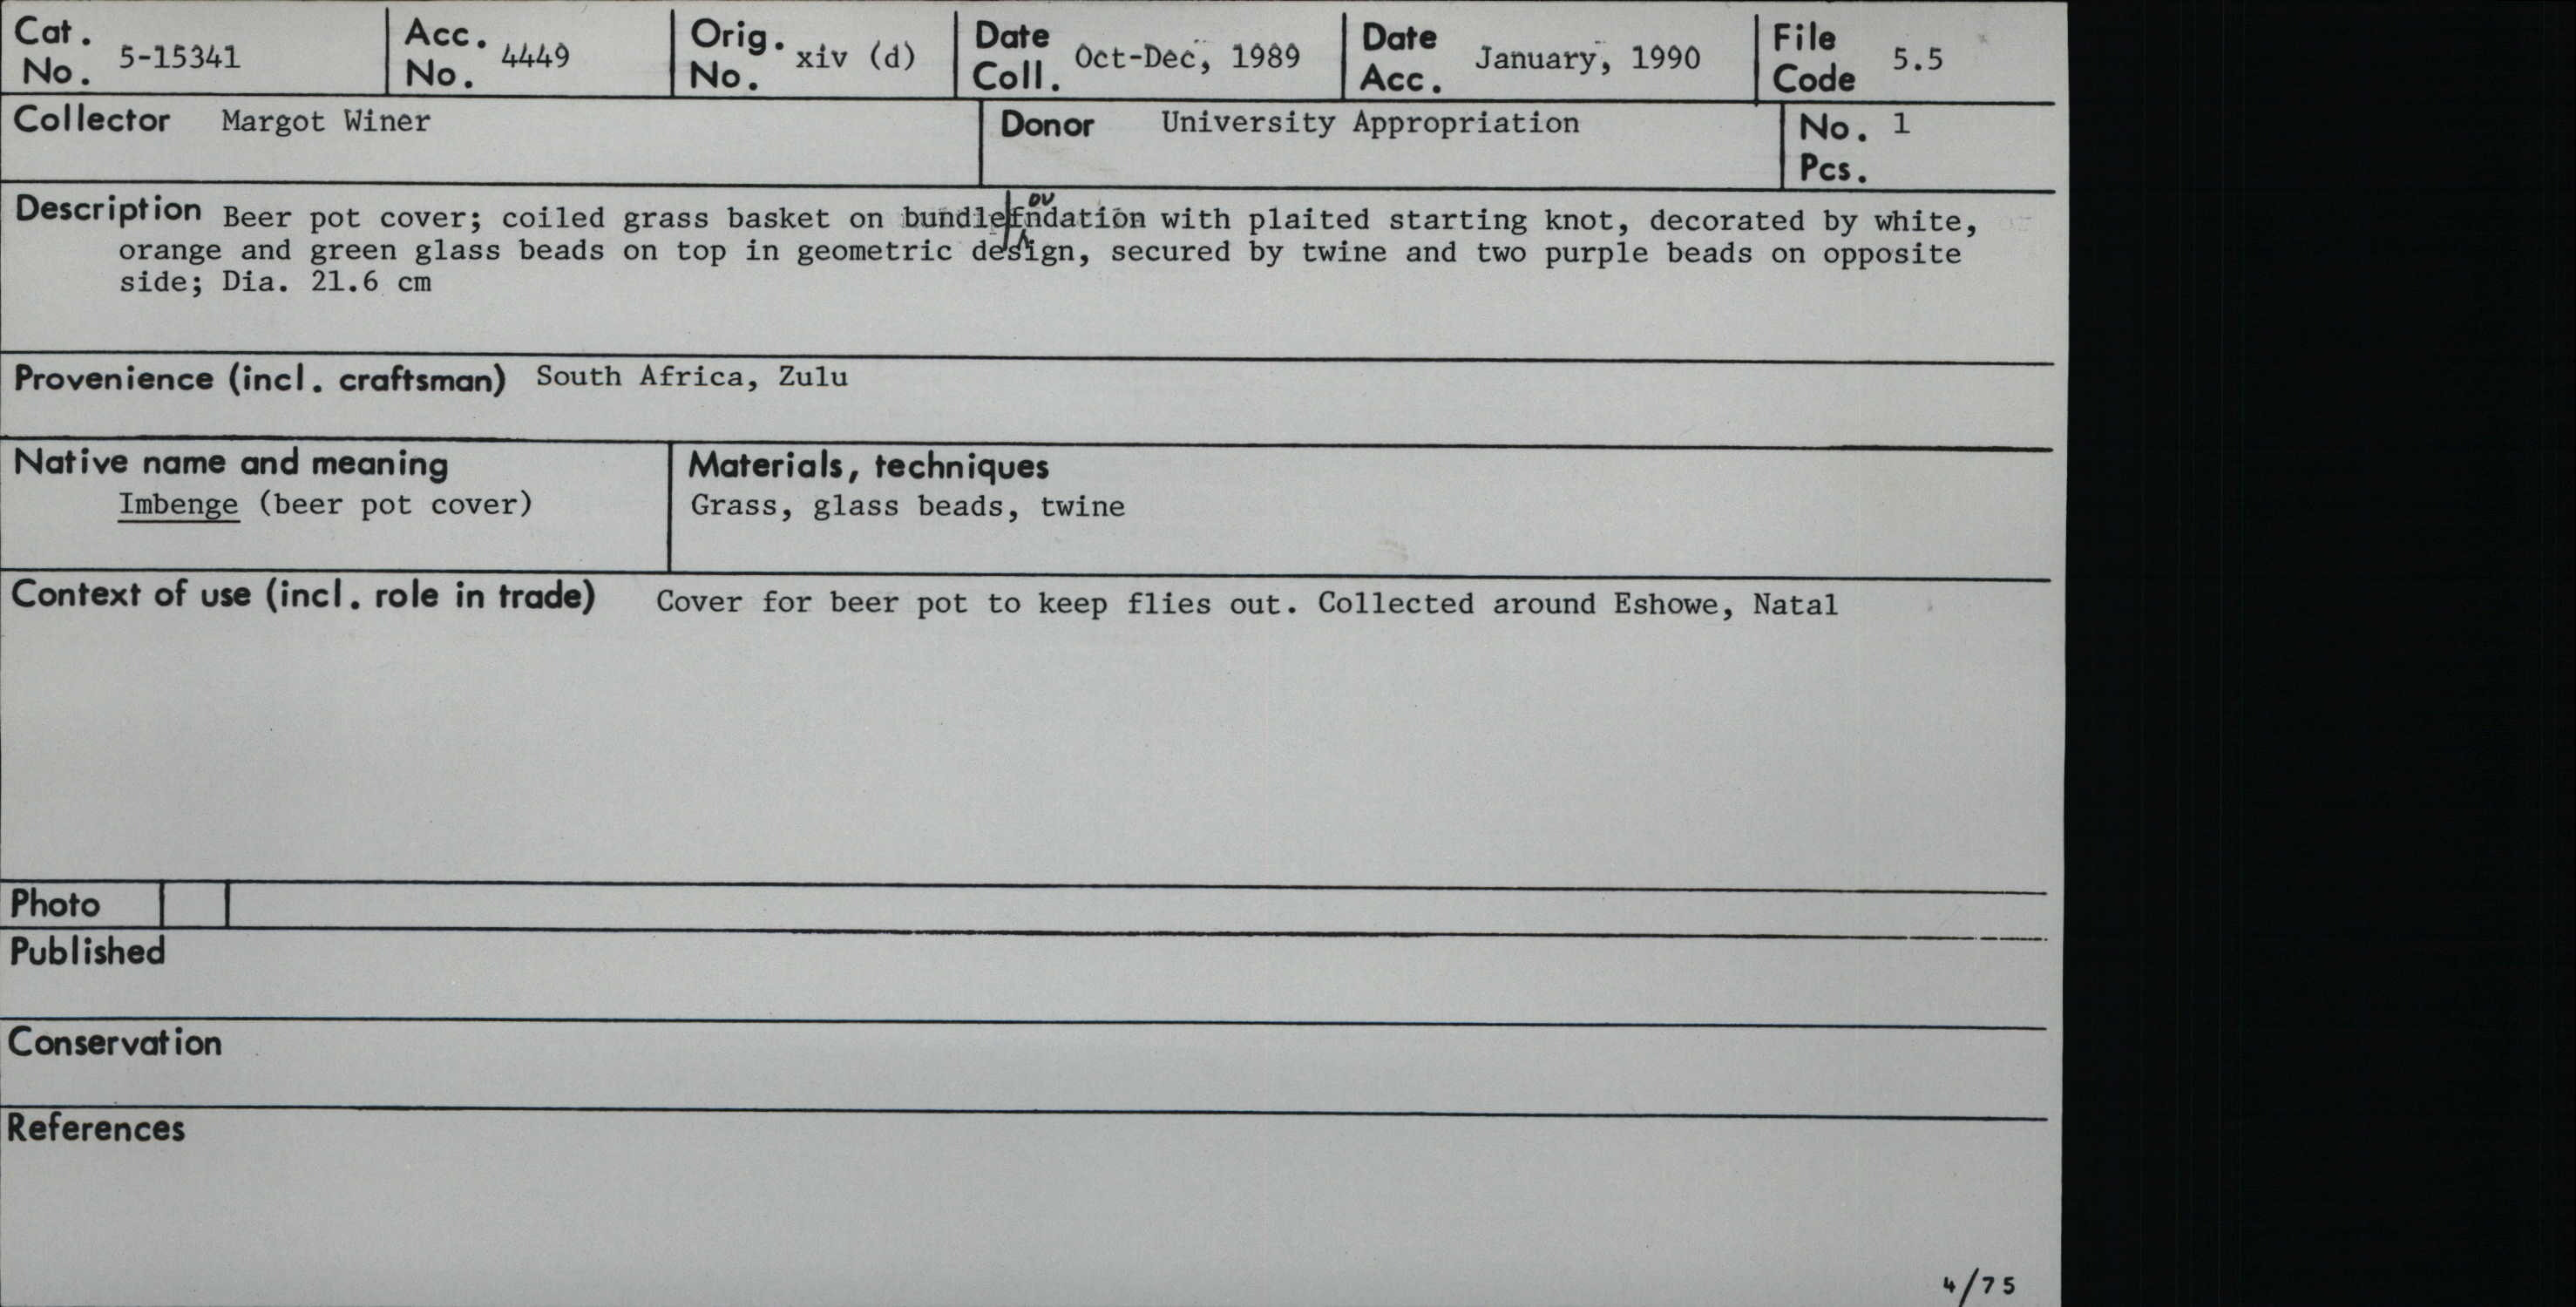 Cat. No. 5-15341 Acc. No. 4449 Orig. No. xiv (d) Date Coll. Oct-Dec, 1989 Date Acc. January, 1990 File Code 5.5
Collector Margot Winer Donor University Appropriation No. Pcs. 1
Description Beer pot cover; coiled grass basket on bundle foundation with plaited starting knot, decorated by white,
orange and green glass beads on top in geometric design, secured by twine and two purple beads on opposite
side; Dia. 21.6 cm
Provenience (incl. craftsman) South Africa, Zulu
Native name and meaning
Imbenge (beer pot cover)
Materials, techniques
Grass, glass beads, twine
Context of use (incl. role in trade) Cover for beer pot to keep flies out. Collected around Eshowe, Natal
Photo
Published
Conservation
References
4/75